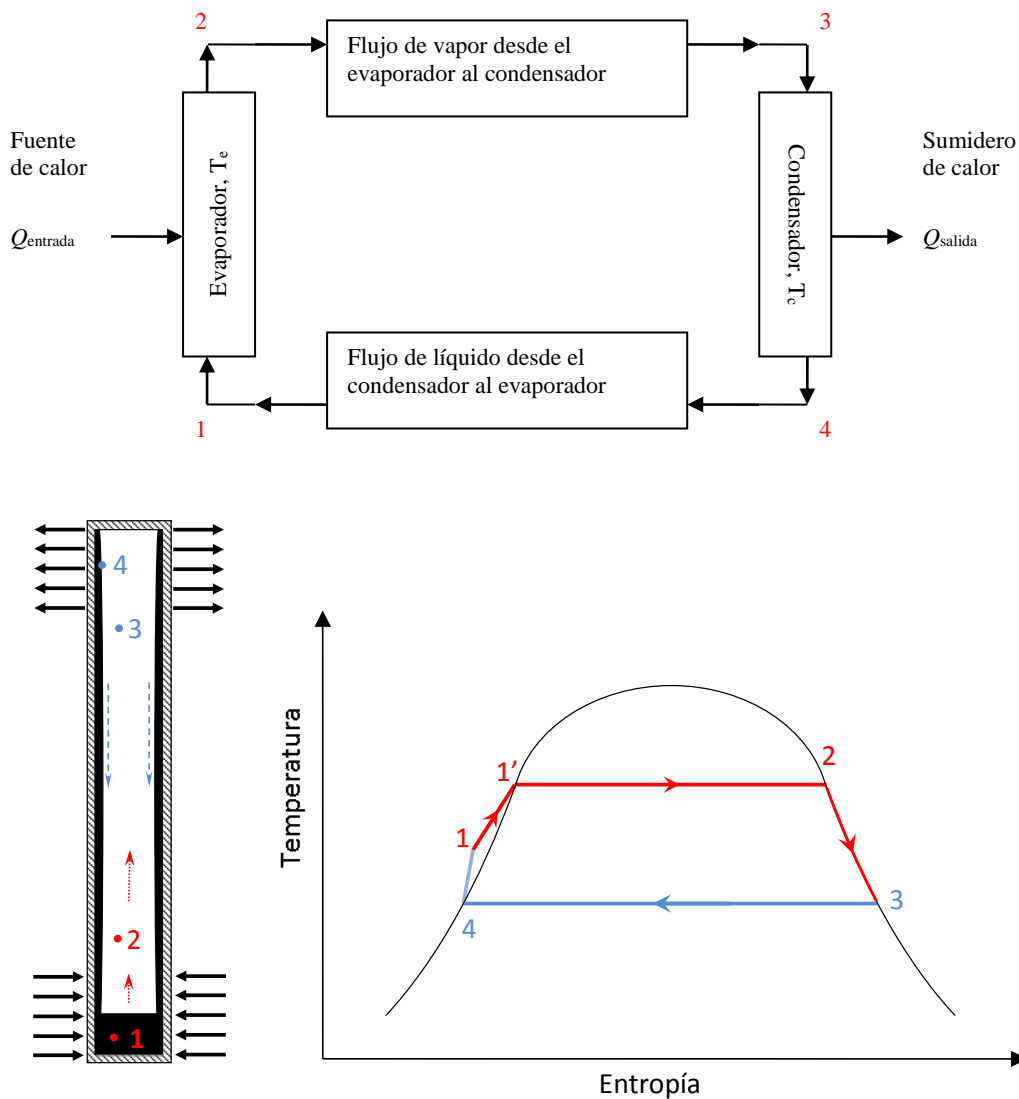 2
3
Flujo de vapor desde el
evaporador al condensador
Fuente
de calor
Evaporador, Te
Condensador, Tc
Sumidero
de calor
Qentrada
Qsalida
Flujo de líquido desde el
condensador al evaporador
1
4
4
3
2
1
Temperatura
1’
2
1
3
4
Entropía